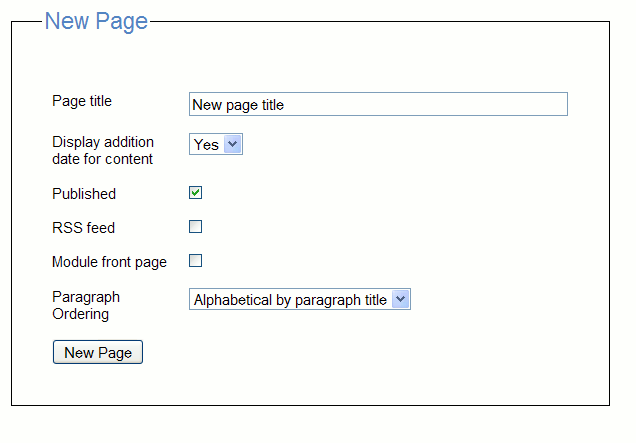 New Page
Page title
New page title
Display addition
date for content
Yes
Published
RSS feed
Module front page
Paragraph
Ordering
Alphabetical by paragraph title
New Page